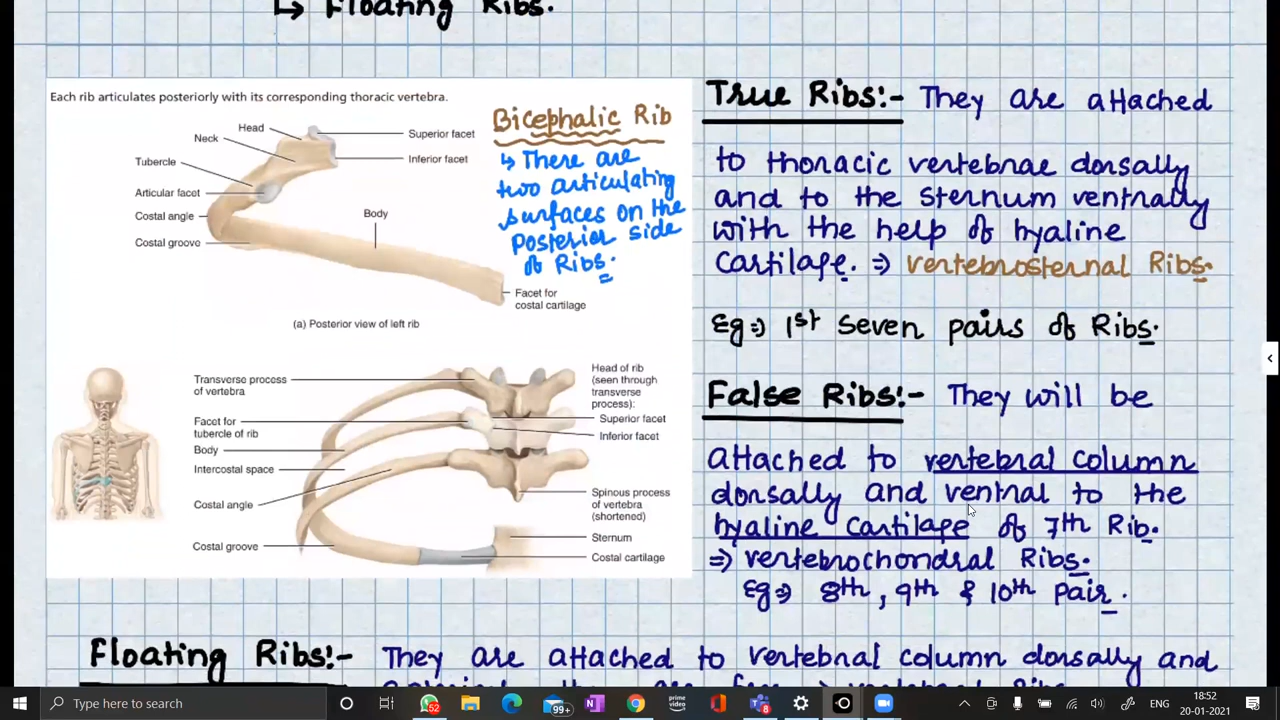 ↳ Floating Ribs.
Each rib articulates posteriorly with its corresponding thoracic vertebra.
Head
Neck
Tubercle
Articular facet
Costal angle
Costal groove
Superior facet
Inferior facet
Body
Facet for
costal cartilage
(a) Posterior view of left rib
Bicephalic Rib
↳ There are
two articulating
surfaces on the
Posterior side
of Ribs.
Transverse process
of vertebra
Facet for
tubercle of rib
Body
Intercostal space
Costal angle
Costal groove
Head of rib
(seen through
transverse
process):
Superior facet
Inferior facet
Spinous process
of vertebra
(shortened)
Sternum
Costal cartilage
True Ribs:- They are attached
to thoracic vertebrae dorsally
and to the sternum ventrally
with the help of hyaline
cartilage. ⇒ vertebrosternal Ribs.
Eg ⇒ 1st seven pairs of Ribs.
False Ribs:- They will be
attached to vertebral column
dorsally and ventral to the
hyaline cartilage of 7th Rib.
⇒ vertebrochondral Ribs.
Eg ⇒ 8th, 9th & 10th pair.
Floating Ribs:- They are attached to vertebral column dorsally and
Type here to search
52
99+
prime
video
8
ENG
18:52
20-01-2021